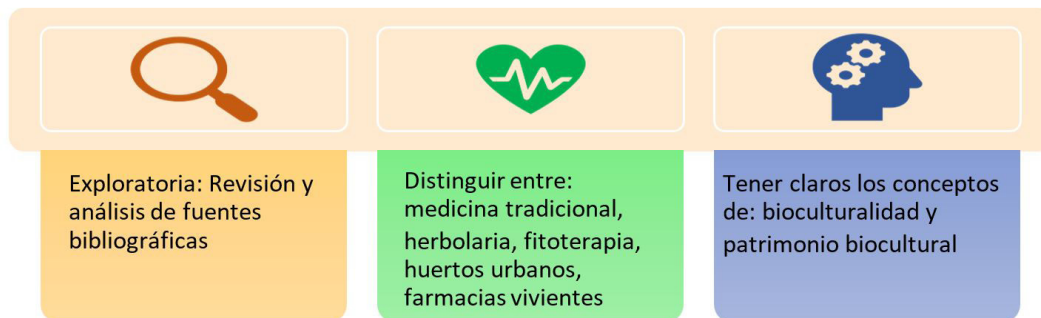 Exploratoria: Revisión y
análisis de fuentes
bibliográficas
Distinguir entre:
medicina tradicional,
herbolaria, fitoterapia,
huertos urbanos,
farmacias vivientes
Tener claros los conceptos
de: bioculturalidad y
patrimonio biocultural